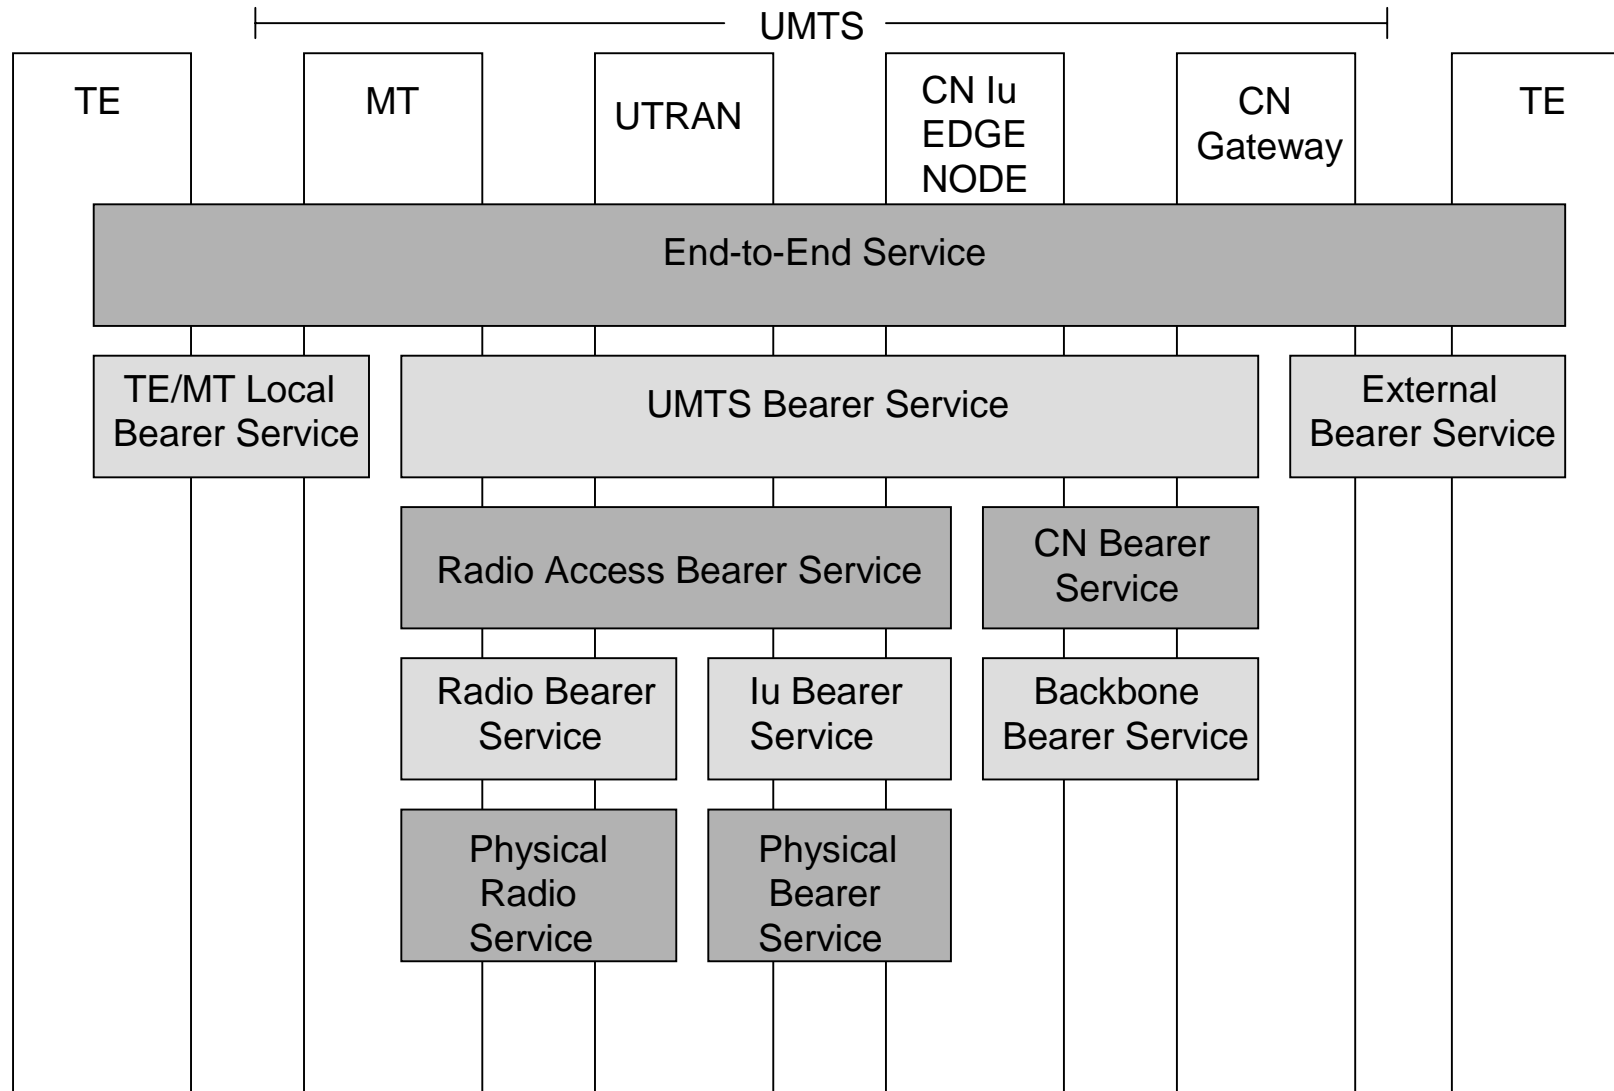 UMTS
TE
MT
UTRAN
CN Iu
EDGE
NODE
CN
Gateway
TE
End-to-End Service
TE/MT Local
Bearer Service
UMTS Bearer Service
External
Bearer Service
Radio Access Bearer Service
CN Bearer
Service
Radio Bearer
Service
Iu Bearer
Service
Backbone
Bearer Service
Physical
Radio
Service
Physical
Bearer
Service